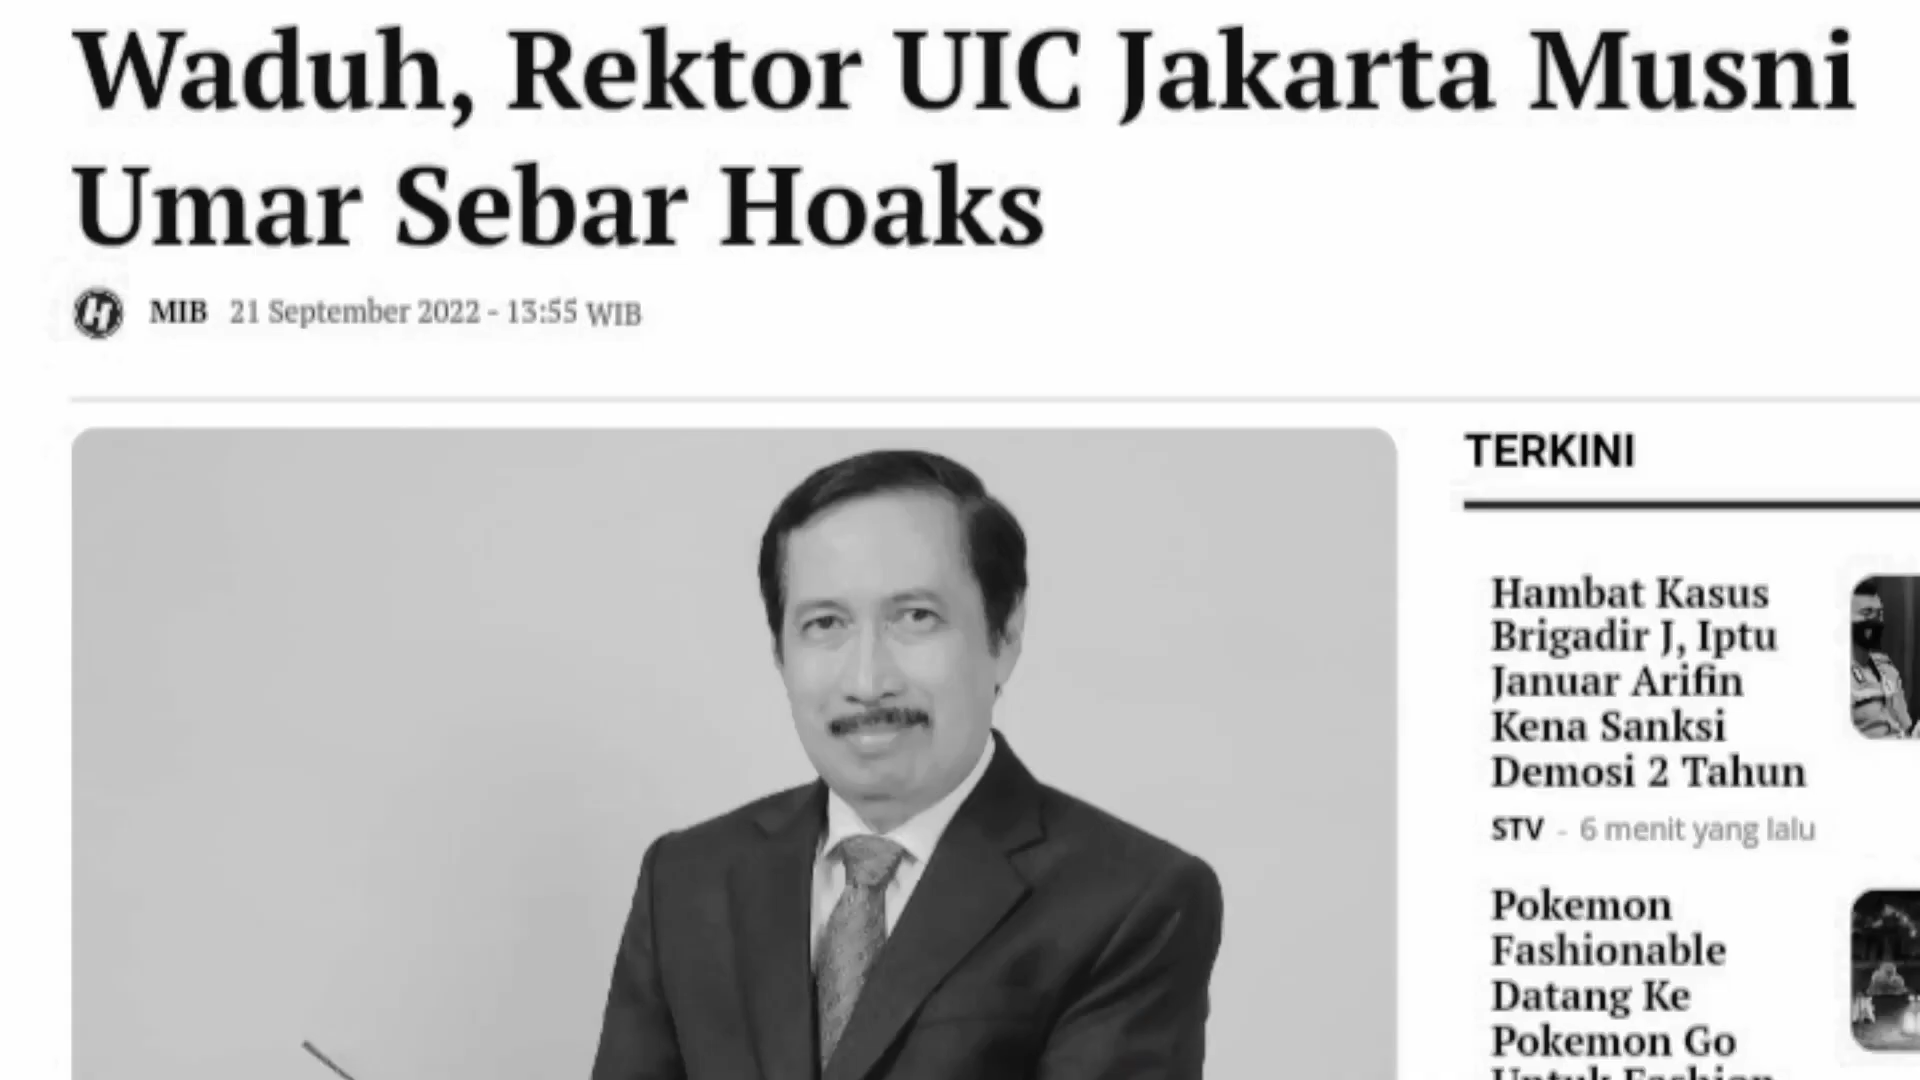 Waduh, Rektor UIC Jakarta Musni
Umar Sebar Hoaks
H MIB 21 September 2022 - 13:55 WIB
TERKINI
Hambat Kasus
Brigadir J, Iptu
Januar Arifin
Kena Sanksi
Demosi 2 Tahun
STV - 6 menit yang lalu
Pokemon
Fashionable
Datang Ke
Pokemon Go
Untuk Fashion